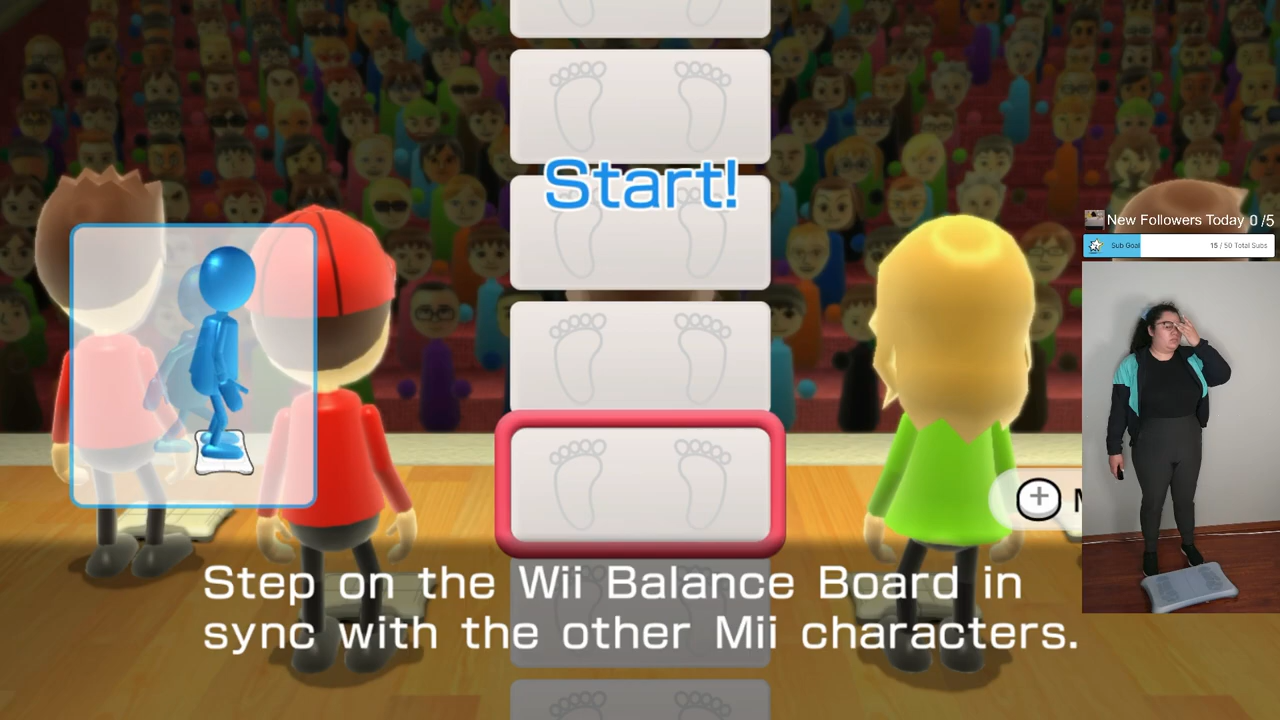 Start!
New Followers Today 0 /5
Sub Goal
15 / 50 Total Subs
Step on the Wii Balance Board in
sync with the other Mii characters.